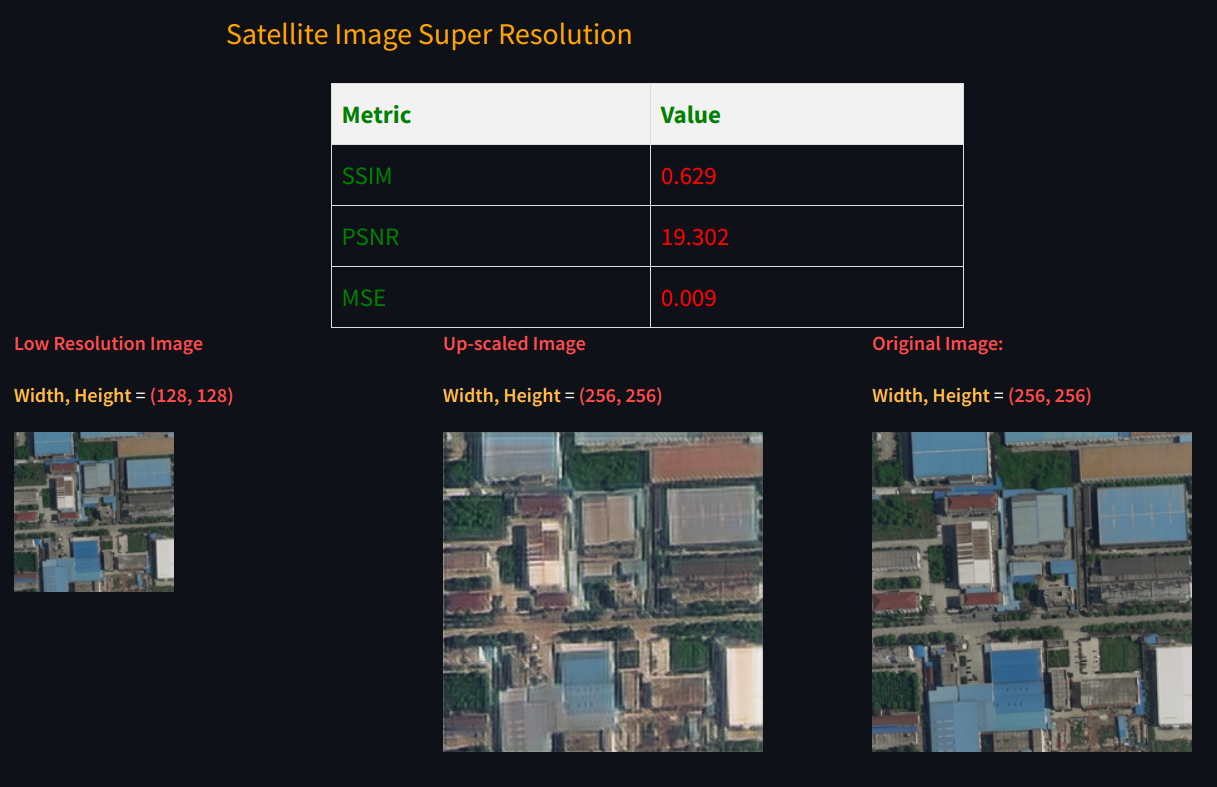 Satellite Image Super Resolution
Metric Value
SSIM 0.629
PSNR 19.302
MSE 0.009
Low Resolution Image
Width, Height = (128, 128)
Up-scaled Image
Width, Height = (256, 256)
Original Image:
Width, Height = (256, 256)